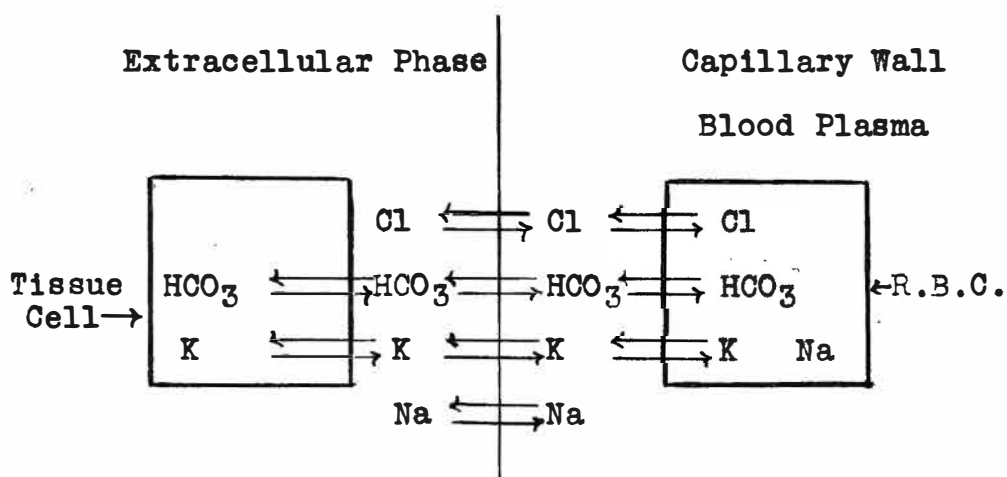 Extracellular Phase Capillary Wall
Blood Plasma
Cl Cl Cl
Tissue Cell HCO3 HCO3 HCO3 HCO3 R.B.C.
K K K K Na
Na Na